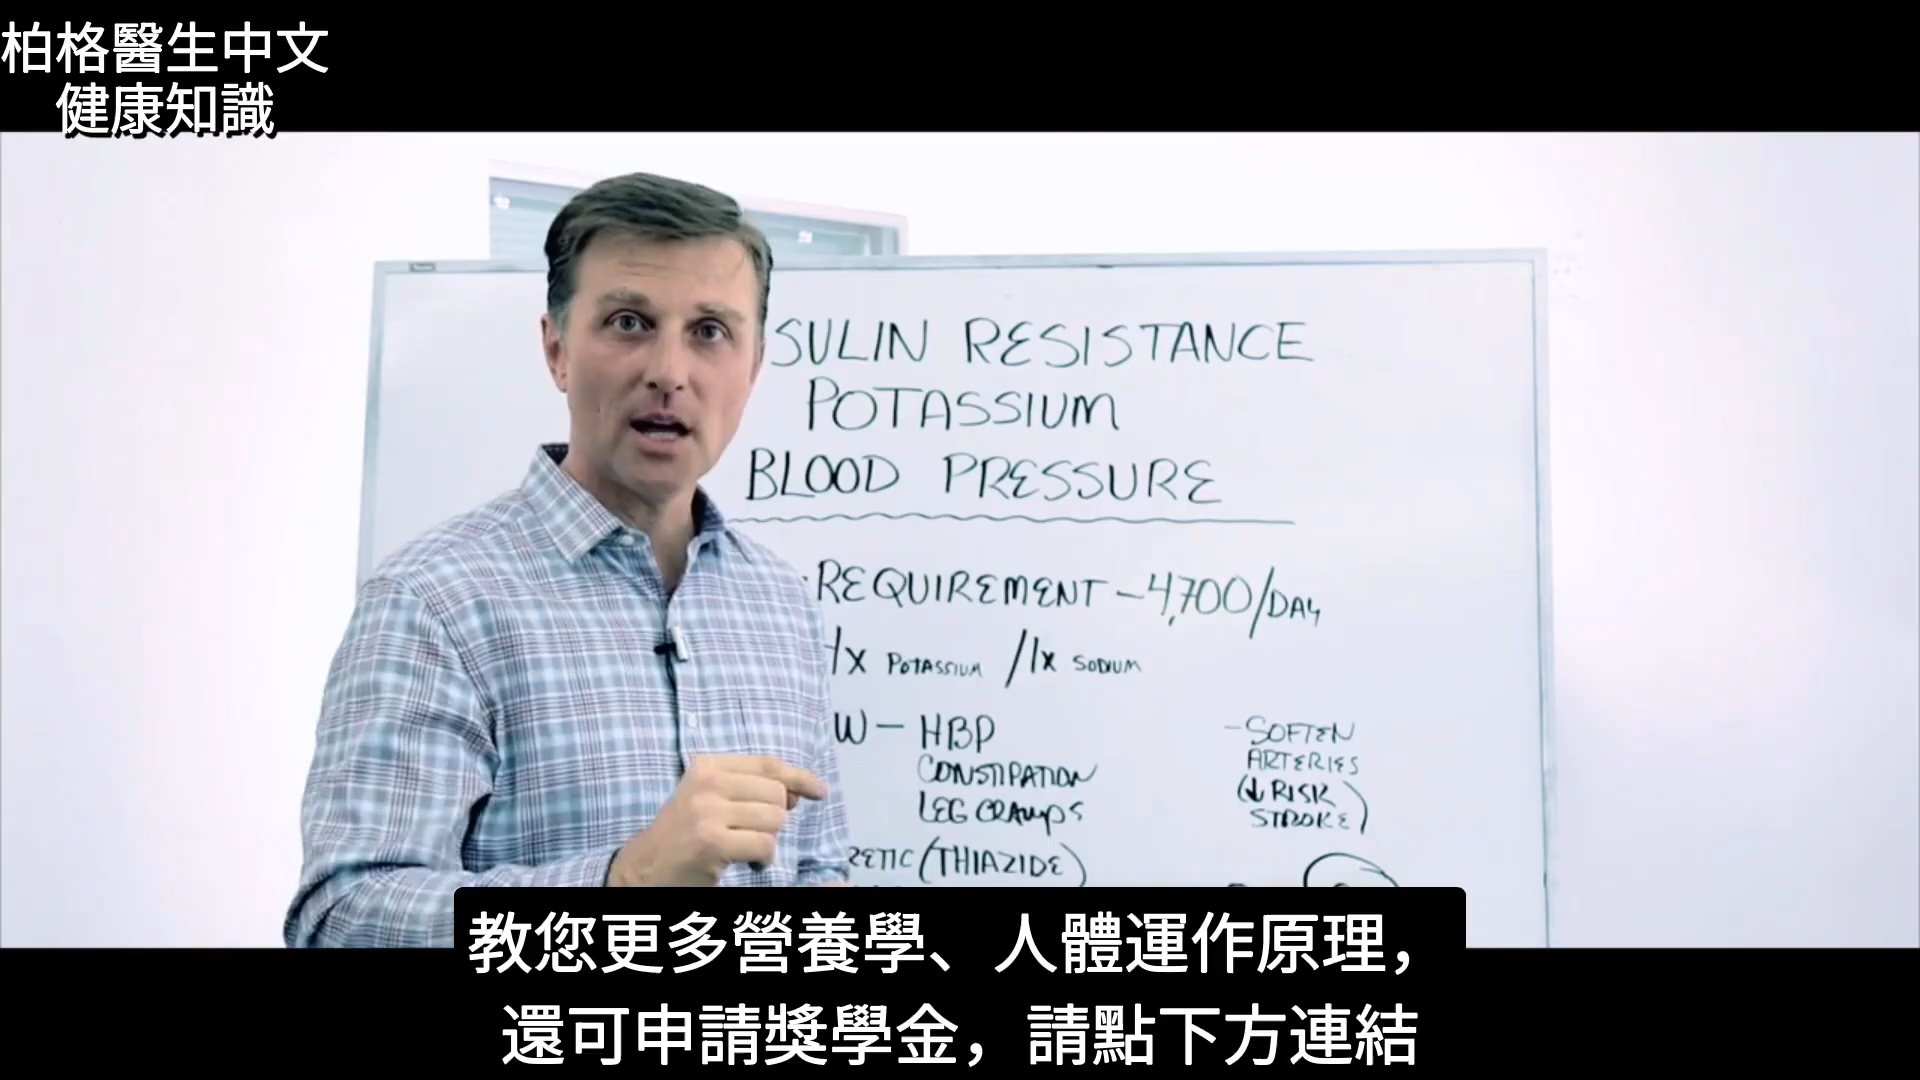 柏格醫生中文
健康知識
SULIN RESISTANCE
POTASSIUM
BLOOD PRESSURE
REQUIREMENT - 4,700/DAY
X POTASSIUM / 1X SODIUM
W - HBP
CONSTIPATION
LEG CRAMPS
- SOFTEN
ARTERIES
(↓ RISK
STROKE)
RETIC (THIAZIDE)
教您更多營養學、人體運作原理，
還可申請獎學金，請點下方連結